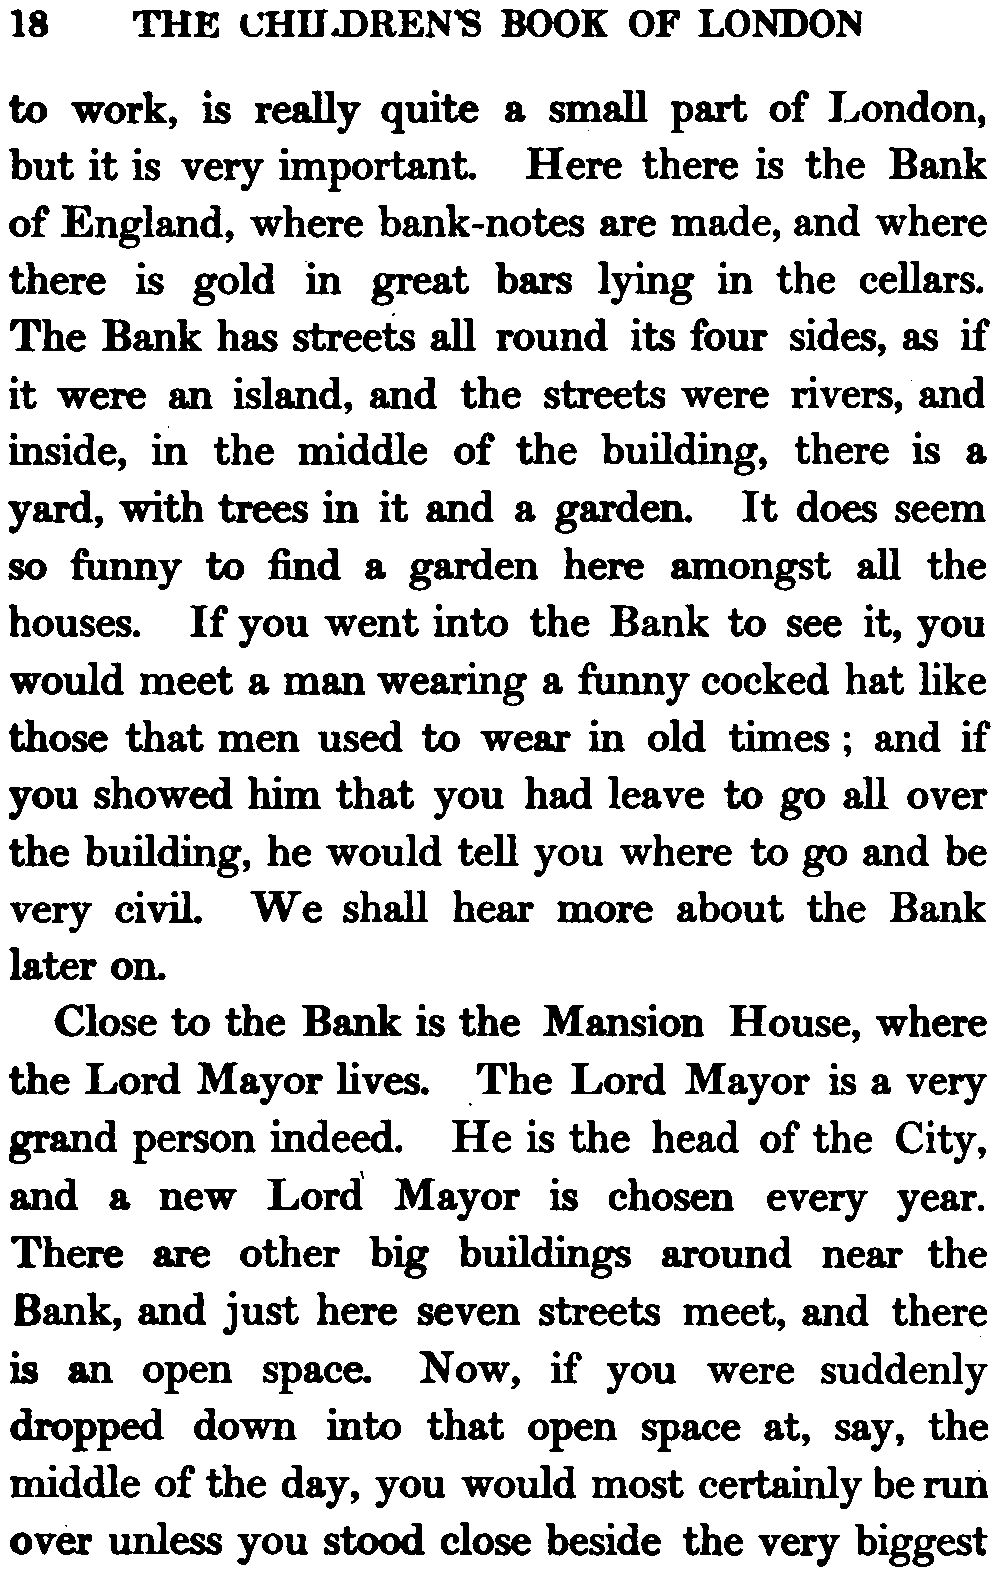 18 THE CHILDREN'S BOOK OF LONDON
to work, is really quite a small part of London,
but it is very important. Here there is the Bank
of England, where bank-notes are made, and where
there is gold in great bars lying in the cellars.
The Bank has streets all round its four sides, as if
it were an island, and the streets were rivers, and
inside, in the middle of the building, there is a
yard, with trees in it and a garden. It does seem
so funny to find a garden here amongst all the
houses. If you went into the Bank to see it, you
would meet a man wearing a funny cocked hat like
those that men used to wear in old times ; and if
you showed him that you had leave to go all over
the building, he would tell you where to go and be
very civil. We shall hear more about the Bank
later on.
Close to the Bank is the Mansion House, where
the Lord Mayor lives. The Lord Mayor is a very
grand person indeed. He is the head of the City,
and a new Lord Mayor is chosen every year.
There are other big buildings around near the
Bank, and just here seven streets meet, and there
is an open space. Now, if you were suddenly
dropped down into that open space at, say, the
middle of the day, you would most certainly be run
over unless you stood close beside the very biggest